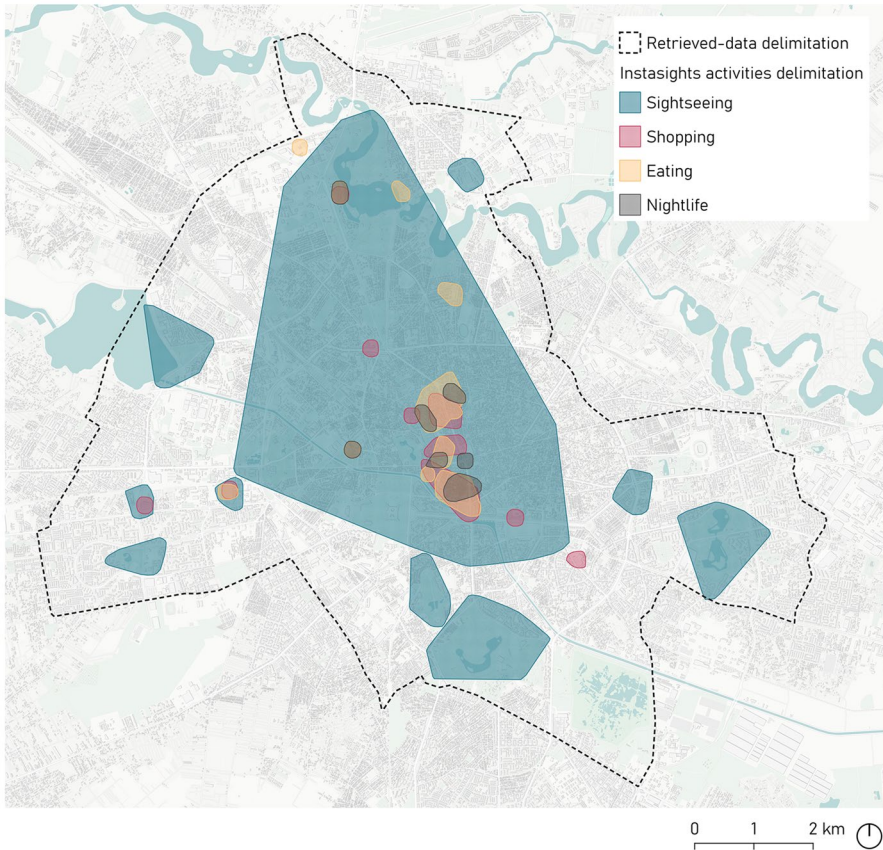 Retrieved-data delimitation
Instasights activities delimitation
Sightseeing
Shopping
Eating
Nightlife
0 1 2 km